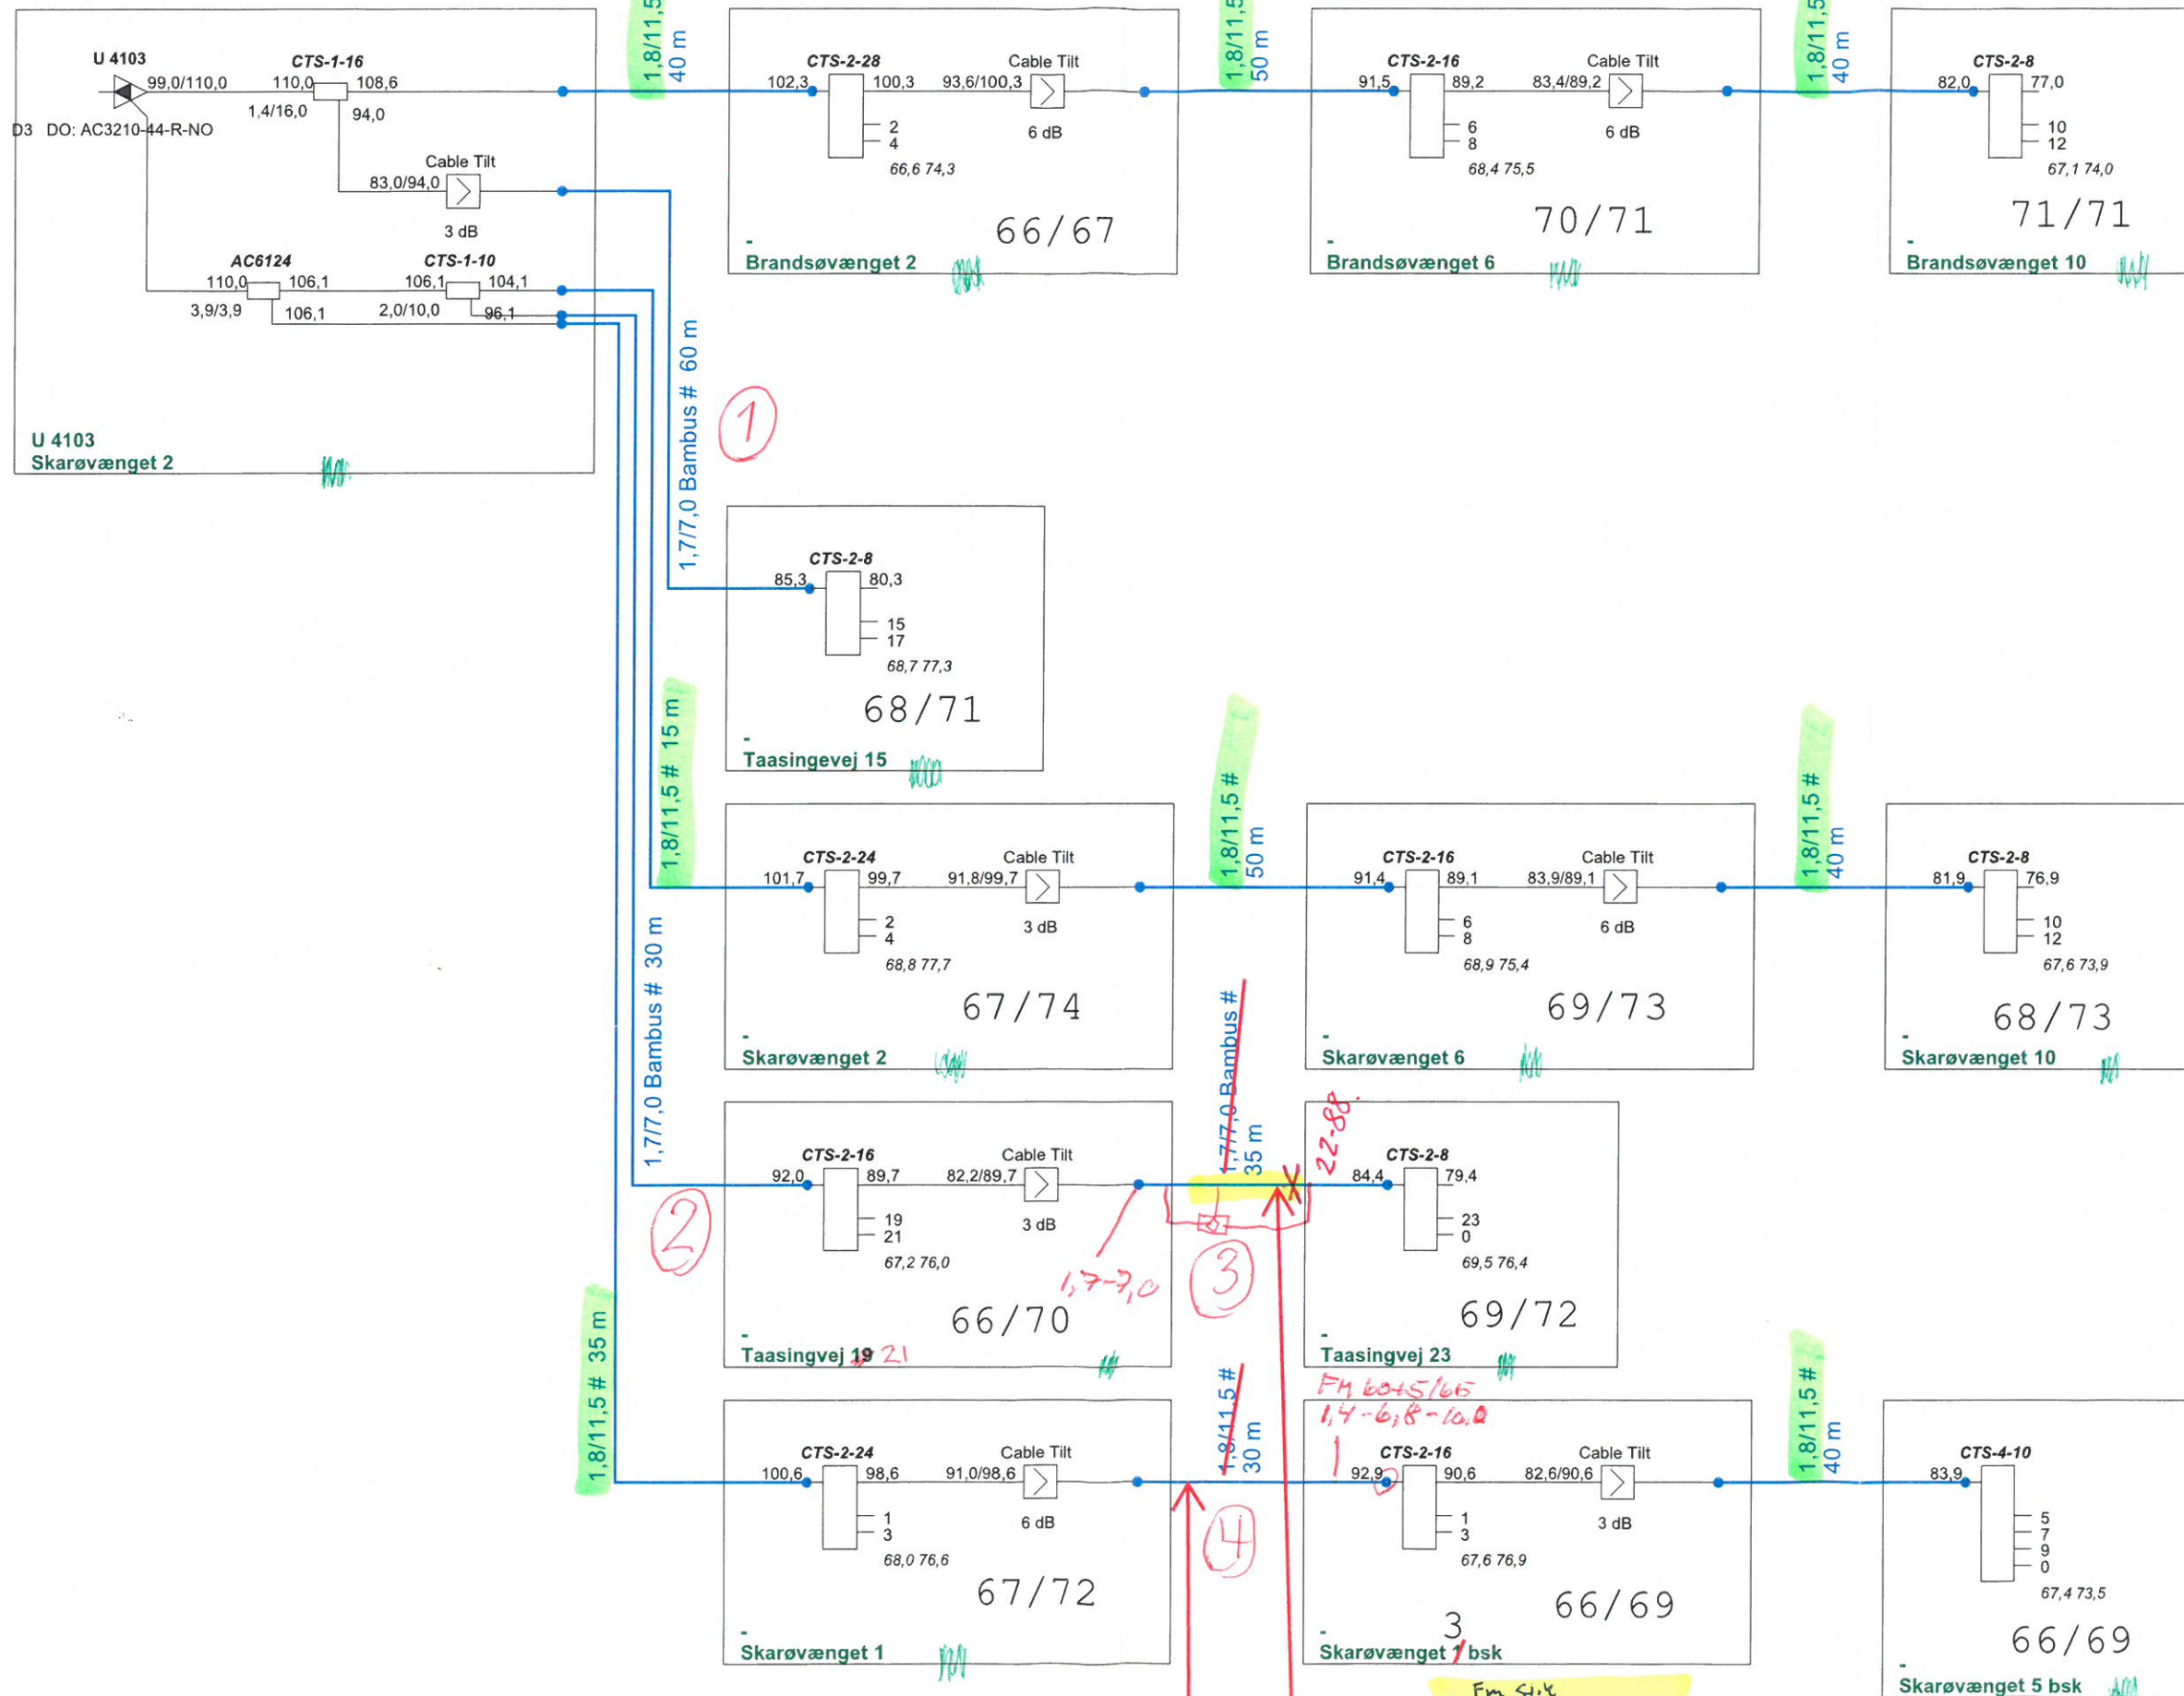 U 4103
99,0/110,0
D3 DO: AC3210-44-R-NO
CTS-1-16
110,0 108,6
1,4/16,0 94,0
Cable Tilt
83,0/94,0
3 dB
AC6124
110,0 106,1
3,9/3,9 106,1
CTS-1-10
106,1 104,1
2,0/10,0 96,1
U 4103
Skarøvænget 2
1,8/11,5
40 m
CTS-2-28
102,3 100,3
2
4
66,6 74,3
Cable Tilt
93,6/100,3
6 dB
66/67
-
Brandsøvænget 2
1,8/11,5
50 m
CTS-2-16
91,5 89,2
6
8
68,4 75,5
Cable Tilt
83,4/89,2
6 dB
70/71
-
Brandsøvænget 6
1,8/11,5
40 m
CTS-2-8
82,0 77,0
10
12
67,1 74,0
71/71
-
Brandsøvænget 10
1,7/7,0 Bambus # 60 m
1
CTS-2-8
85,3 80,3
15
17
68,7 77,3
68/71
-
Taasingevej 15
1,8/11,5 # 15 m
CTS-2-24
101,7 99,7
2
4
68,8 77,7
Cable Tilt
91,8/99,7
3 dB
67/74
-
Skarøvænget 2
1,8/11,5 #
50 m
CTS-2-16
91,4 89,1
6
8
68,9 75,4
Cable Tilt
83,9/89,1
6 dB
69/73
-
Skarøvænget 6
1,8/11,5 #
40 m
CTS-2-8
81,9 76,9
10
12
67,6 73,9
68/73
-
Skarøvænget 10
1,7/7,0 Bambus # 30 m
2
CTS-2-16
92,0 89,7
19
21
67,2 76,0
Cable Tilt
82,2/89,7
3 dB
1,7-7,0
66/70
-
Taasingvej 19 21
1,7/7,0 Bambus #
35 m
3
22-88.
CTS-2-8
84,4 79,4
23
0
69,5 76,4
69/72
-
Taasingvej 23
1,8/11,5 # 35 m
CTS-2-24
100,6 98,6
1
3
68,0 76,6
Cable Tilt
91,0/98,6
6 dB
67/72
-
Skarøvænget 1
1,8/11,5 #
30 m
4
1,4-6,8-10,0
CTS-2-16
92,9 90,6
1
3
67,6 76,9
Cable Tilt
82,6/90,6
3 dB
66/69
3
-
Skarøvænget 1 bsk
1,8/11,5 #
40 m
CTS-4-10
83,9
5
7
9
0
67,4 73,5
66/69
-
Skarøvænget 5 bsk